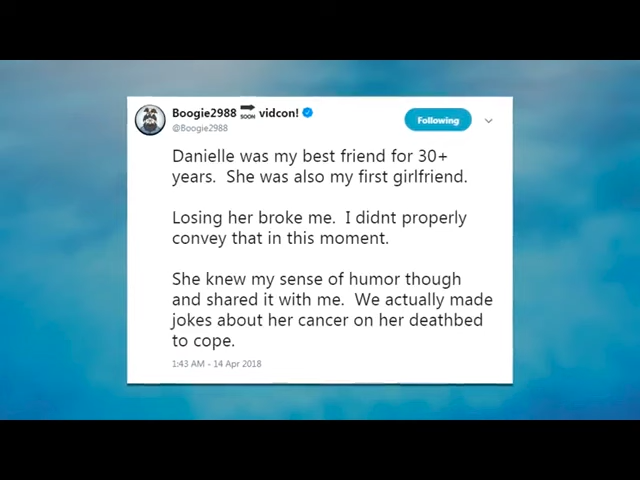 Boogie2988 SOON vidcon!
@Boogie2988
Following
Danielle was my best friend for 30+
years. She was also my first girlfriend.
Losing her broke me. I didnt properly
convey that in this moment.
She knew my sense of humor though
and shared it with me. We actually made
jokes about her cancer on her deathbed
to cope.
1:43 AM - 14 Apr 2018